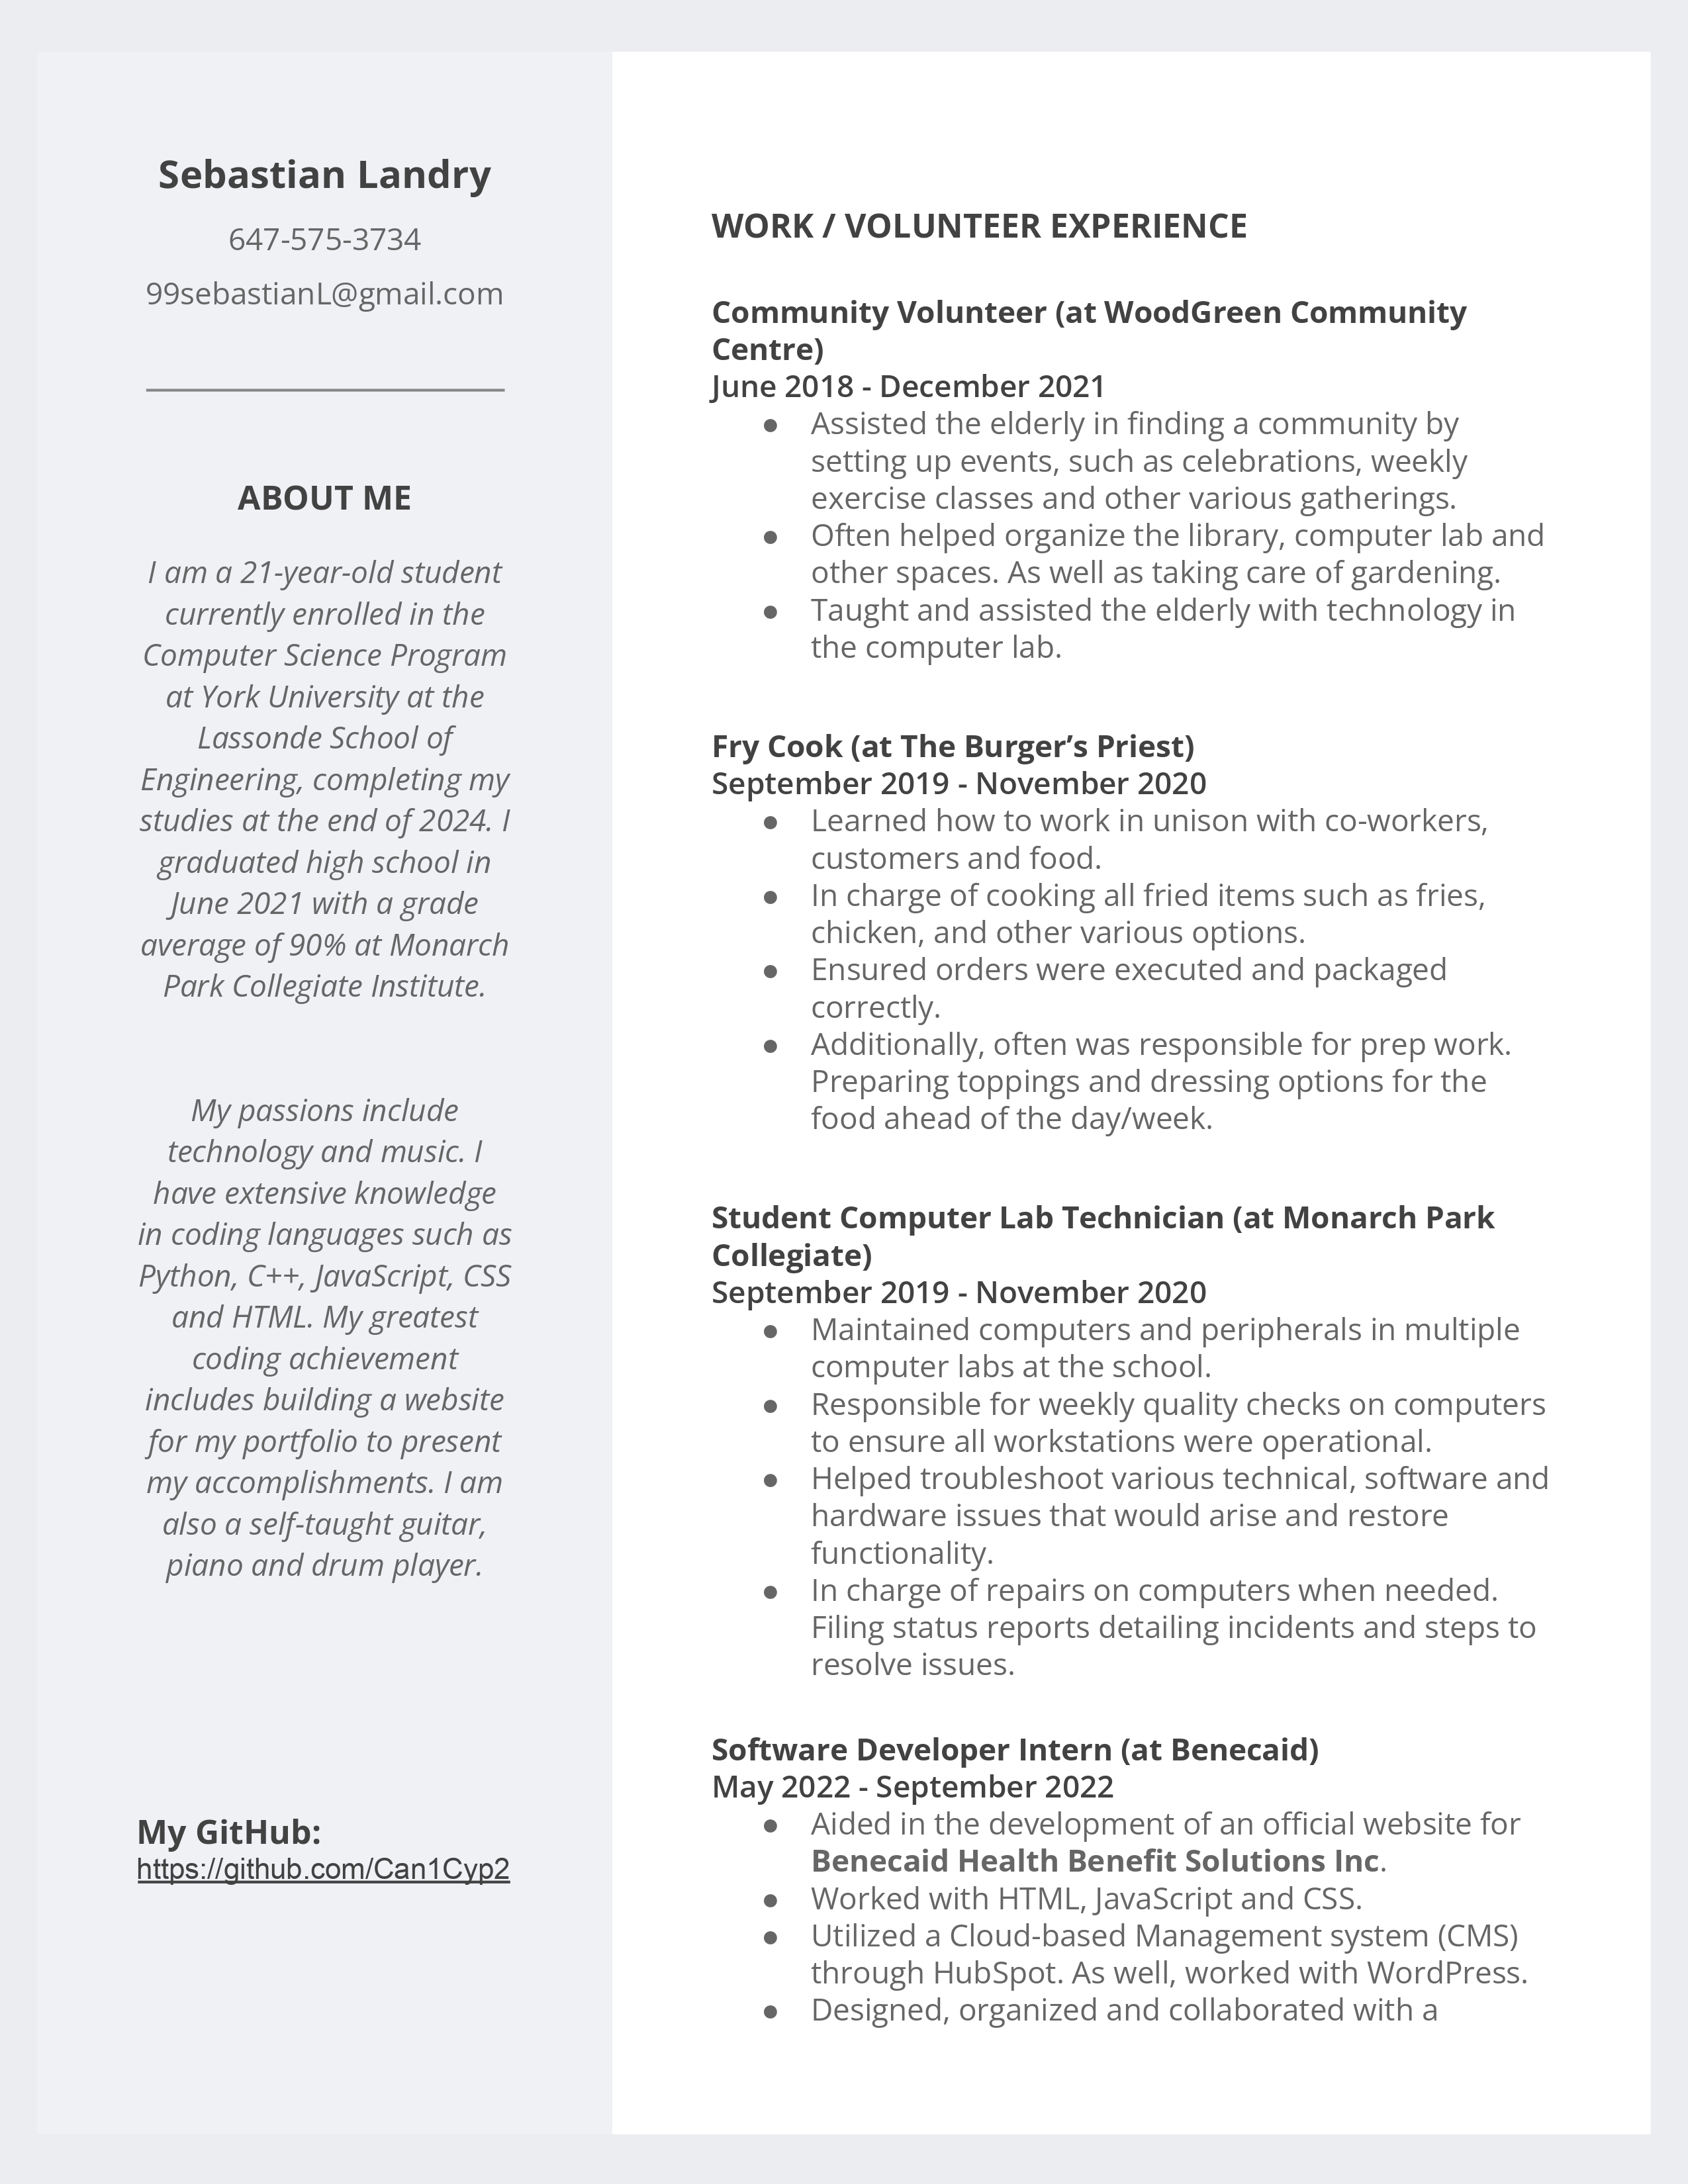 Sebastian Landry
647-575-3734
99sebastianL@gmail.com
ABOUT ME
I am a 21-year-old student
currently enrolled in the
Computer Science Program
at York University at the
Lassonde School of
Engineering, completing my
studies at the end of 2024. I
graduated high school in
June 2021 with a grade
average of 90% at Monarch
Park Collegiate Institute.
My passions include
technology and music. I
have extensive knowledge
in coding languages such as
Python, C++, JavaScript, CSS
and HTML. My greatest
coding achievement
includes building a website
for my portfolio to present
my accomplishments. I am
also a self-taught guitar,
piano and drum player.
My GitHub:
https://github.com/Can1Cyp2
WORK / VOLUNTEER EXPERIENCE
Community Volunteer (at WoodGreen Community
Centre)
June 2018 - December 2021
● Assisted the elderly in finding a community by
setting up events, such as celebrations, weekly
exercise classes and other various gatherings.
● Often helped organize the library, computer lab and
other spaces. As well as taking care of gardening.
● Taught and assisted the elderly with technology in
the computer lab.
Fry Cook (at The Burger’s Priest)
September 2019 - November 2020
● Learned how to work in unison with co-workers,
customers and food.
● In charge of cooking all fried items such as fries,
chicken, and other various options.
● Ensured orders were executed and packaged
correctly.
● Additionally, often was responsible for prep work.
Preparing toppings and dressing options for the
food ahead of the day/week.
Student Computer Lab Technician (at Monarch Park
Collegiate)
September 2019 - November 2020
● Maintained computers and peripherals in multiple
computer labs at the school.
● Responsible for weekly quality checks on computers
to ensure all workstations were operational.
● Helped troubleshoot various technical, software and
hardware issues that would arise and restore
functionality.
● In charge of repairs on computers when needed.
Filing status reports detailing incidents and steps to
resolve issues.
Software Developer Intern (at Benecaid)
May 2022 - September 2022
● Aided in the development of an official website for
Benecaid Health Benefit Solutions Inc.
● Worked with HTML, JavaScript and CSS.
● Utilized a Cloud-based Management system (CMS)
through HubSpot. As well, worked with WordPress.
● Designed, organized and collaborated with a